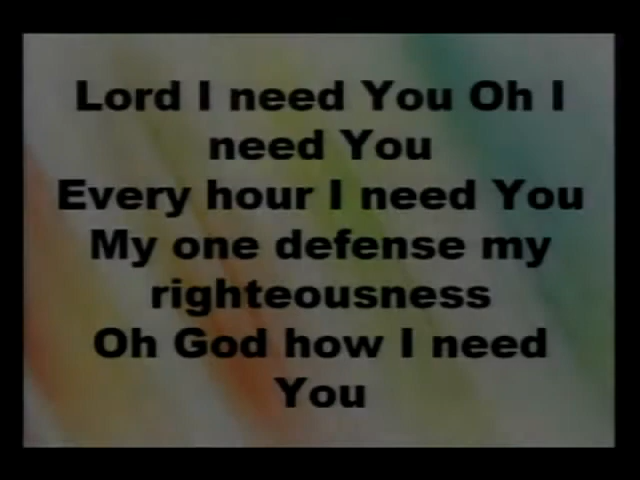 Lord I need You Oh I
need You
Every hour I need You
My one defense my
righteousness
Oh God how I need
You